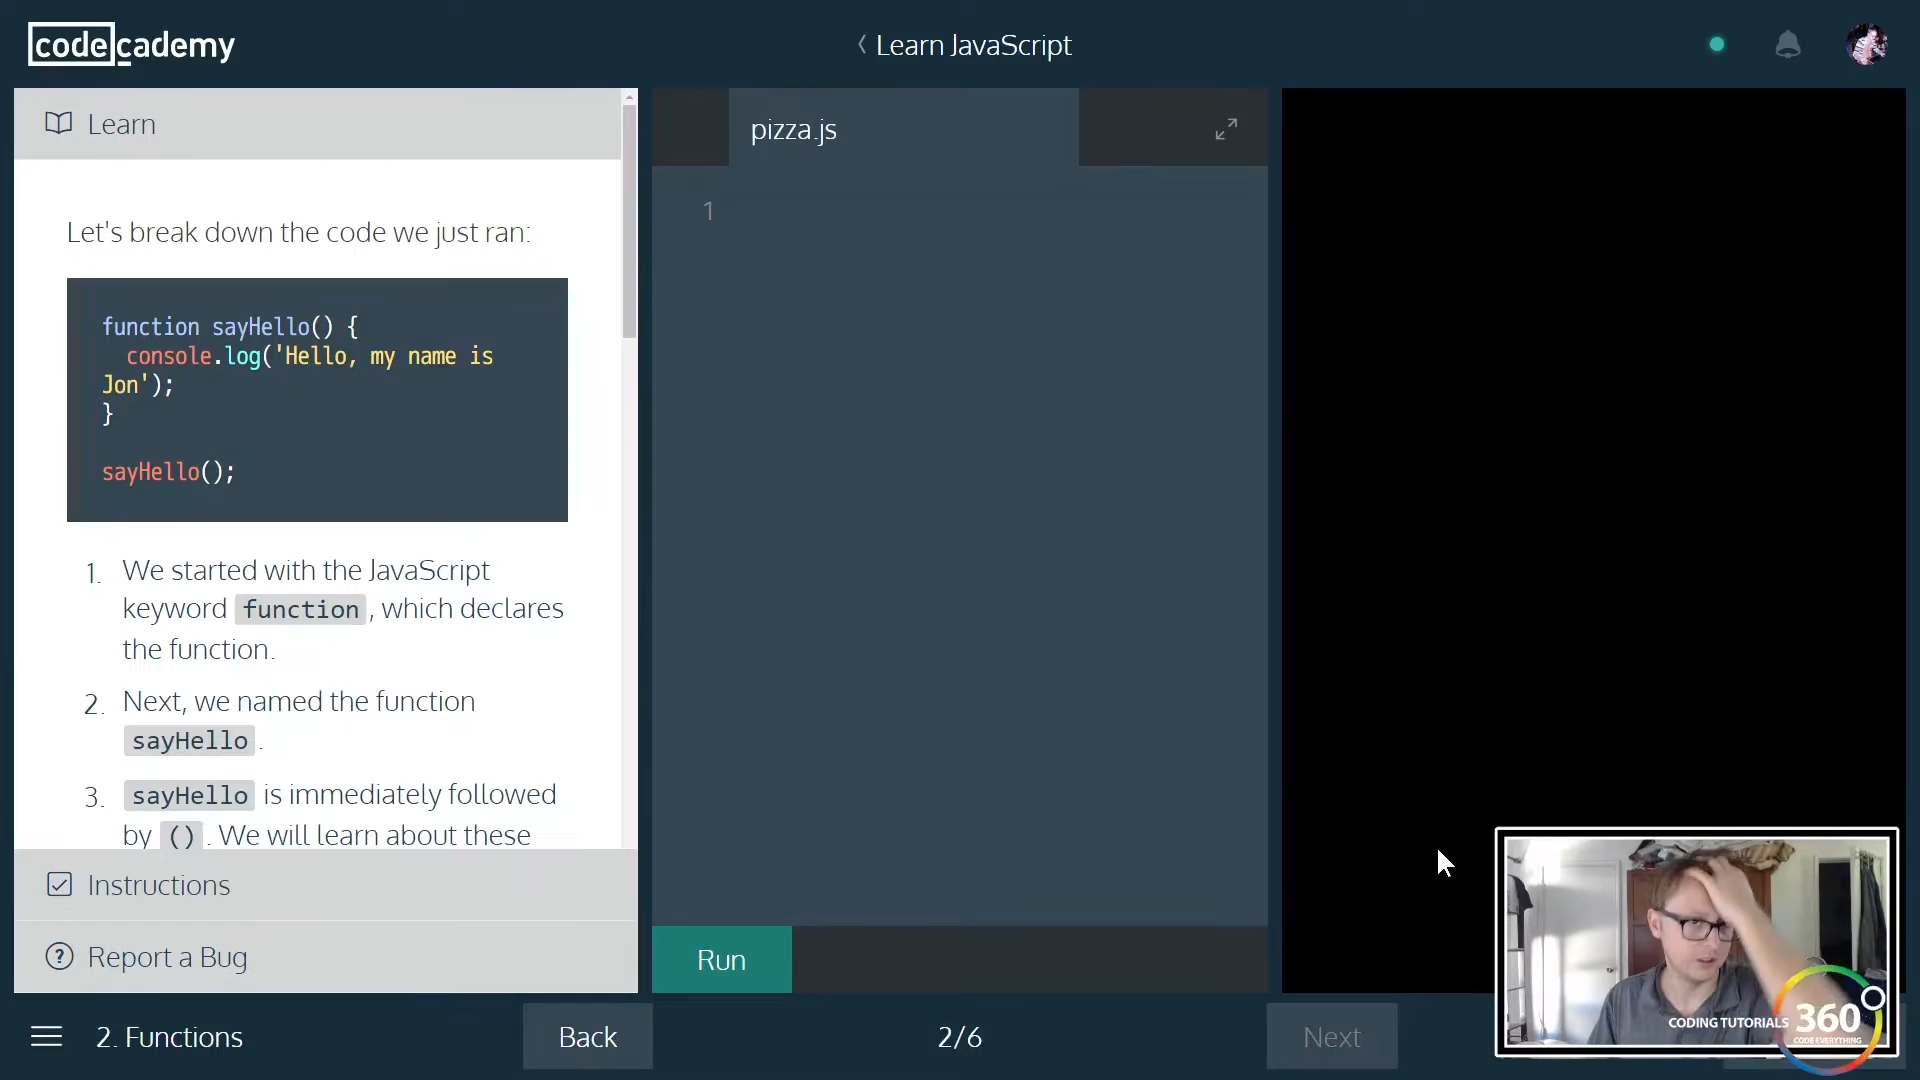 codecademy
Learn JavaScript
Learn
Let's break down the code we just ran:
function sayHello() {
console.log('Hello, my name is
Jon');
}
sayHello();
1. We started with the JavaScript
keyword function, which declares
the function.
2. Next, we named the function
sayHello.
3. sayHello is immediately followed
by (). We will learn about these
Instructions
Report a Bug
pizza.js
1
Run
2. Functions
Back
2/6
Next
CODING TUTORIALS 360
CODE EVERYTHING